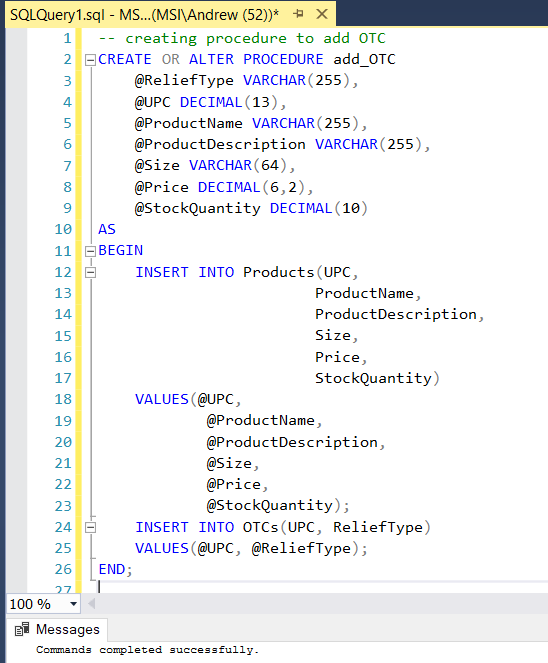 SQLQuery1.sql - MS...(MSI\Andrew (52))*
1 -- creating procedure to add OTC
2 CREATE OR ALTER PROCEDURE add_OTC
3 @ReliefType VARCHAR(255),
4 @UPC DECIMAL(13),
5 @ProductName VARCHAR(255),
6 @ProductDescription VARCHAR(255),
7 @Size VARCHAR(64),
8 @Price DECIMAL(6,2),
9 @StockQuantity DECIMAL(10)
10 AS
11 BEGIN
12 INSERT INTO Products(UPC,
13 ProductName,
14 ProductDescription,
15 Size,
16 Price,
17 StockQuantity)
18 VALUES(@UPC,
19 @ProductName,
20 @ProductDescription,
21 @Size,
22 @Price,
23 @StockQuantity);
24 INSERT INTO OTCs(UPC, ReliefType)
25 VALUES(@UPC, @ReliefType);
26 END;
27
100 %
Messages
Commands completed successfully.